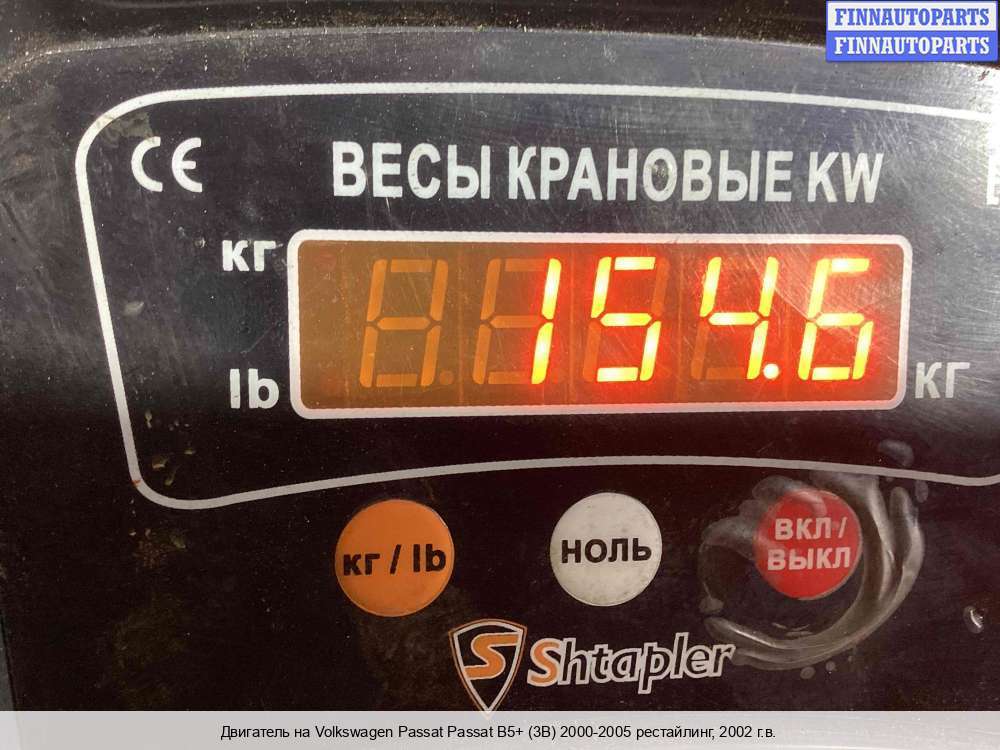 FINNAUTOPARTS
FINNAUTOPARTS
CE
ВЕСЫ КРАНОВЫЕ KW
кг
154.6
lb
кг
кг / lb
НОЛЬ
ВКЛ /
ВЫКЛ
S Shtapler
Двигатель на Volkswagen Passat Passat B5+ (3B) 2000-2005 рестайлинг, 2002 г.в.